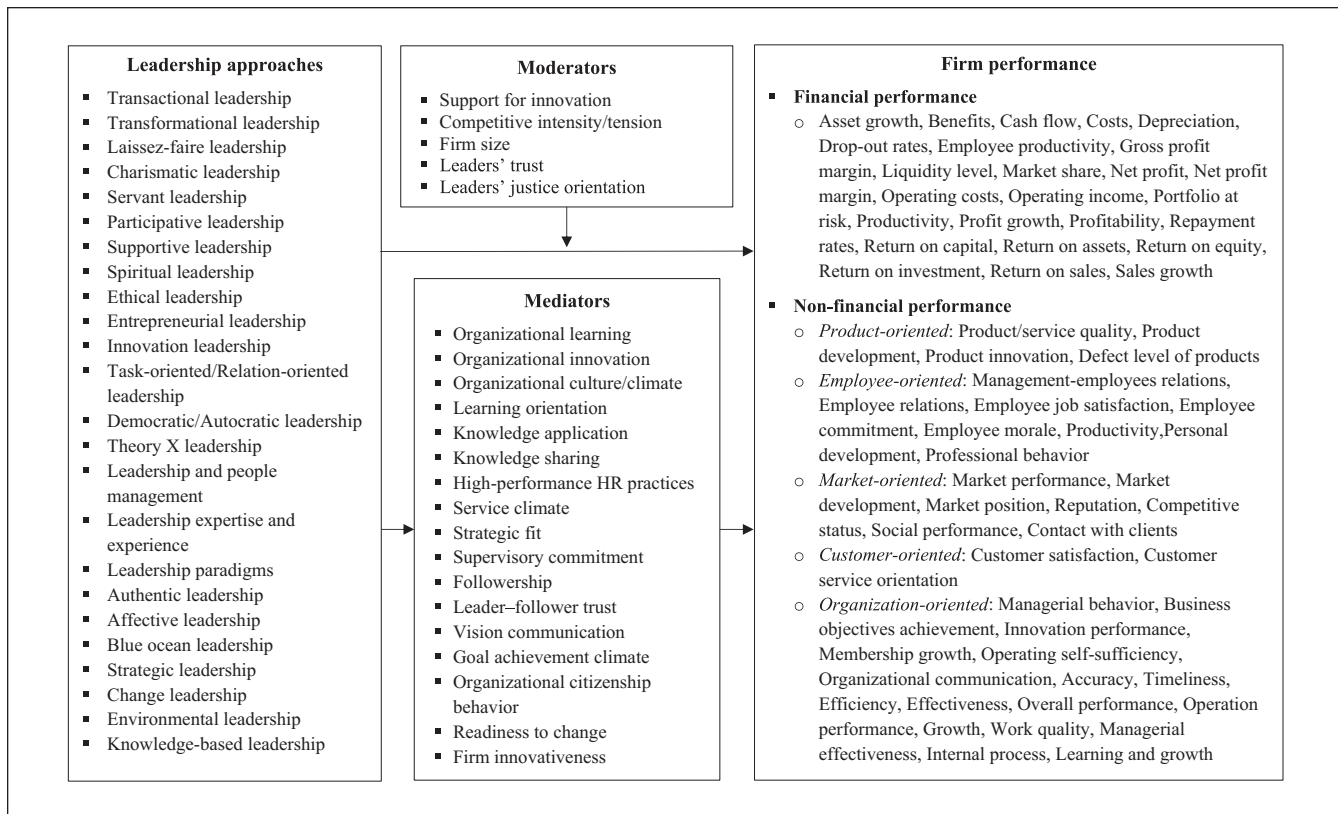 Leadership approaches
▪ Transactional leadership
▪ Transformational leadership
▪ Laissez-faire leadership
▪ Charismatic leadership
▪ Servant leadership
▪ Participative leadership
▪ Supportive leadership
▪ Spiritual leadership
▪ Ethical leadership
▪ Entrepreneurial leadership
▪ Innovation leadership
▪ Task-oriented/Relation-oriented
leadership
▪ Democratic/Autocratic leadership
▪ Theory X leadership
▪ Leadership and people
management
▪ Leadership expertise and
experience
▪ Leadership paradigms
▪ Authentic leadership
▪ Affective leadership
▪ Blue ocean leadership
▪ Strategic leadership
▪ Change leadership
▪ Environmental leadership
▪ Knowledge-based leadership
Moderators
▪ Support for innovation
▪ Competitive intensity/tension
▪ Firm size
▪ Leaders’ trust
▪ Leaders’ justice orientation
Mediators
▪ Organizational learning
▪ Organizational innovation
▪ Organizational culture/climate
▪ Learning orientation
▪ Knowledge application
▪ Knowledge sharing
▪ High-performance HR practices
▪ Service climate
▪ Strategic fit
▪ Supervisory commitment
▪ Followership
▪ Leader–follower trust
▪ Vision communication
▪ Goal achievement climate
▪ Organizational citizenship
behavior
▪ Readiness to change
▪ Firm innovativeness
Firm performance
▪ Financial performance
○ Asset growth, Benefits, Cash flow, Costs, Depreciation,
Drop-out rates, Employee productivity, Gross profit
margin, Liquidity level, Market share, Net profit, Net profit
margin, Operating costs, Operating income, Portfolio at
risk, Productivity, Profit growth, Profitability, Repayment
rates, Return on capital, Return on assets, Return on equity,
Return on investment, Return on sales, Sales growth
▪ Non-financial performance
○ Product-oriented: Product/service quality, Product
development, Product innovation, Defect level of products
○ Employee-oriented: Management-employees relations,
Employee relations, Employee job satisfaction, Employee
commitment, Employee morale, Productivity,Personal
development, Professional behavior
○ Market-oriented: Market performance, Market
development, Market position, Reputation, Competitive
status, Social performance, Contact with clients
○ Customer-oriented: Customer satisfaction, Customer
service orientation
○ Organization-oriented: Managerial behavior, Business
objectives achievement, Innovation performance,
Membership growth, Operating self-sufficiency,
Organizational communication, Accuracy, Timeliness,
Efficiency, Effectiveness, Overall performance, Operation
performance, Growth, Work quality, Managerial
effectiveness, Internal process, Learning and growth